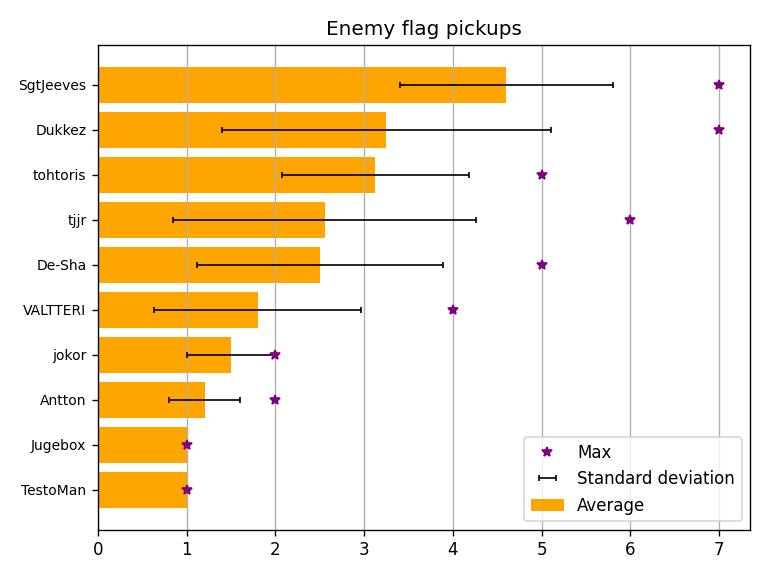 Enemy flag pickups
SgtJeeves
Dukkez
tohtoris
tjjr
De-Sha
VALTTERI
jokor
Antton
Jugebox
TestoMan
Max
Standard deviation
Average
0 1 2 3 4 5 6 7